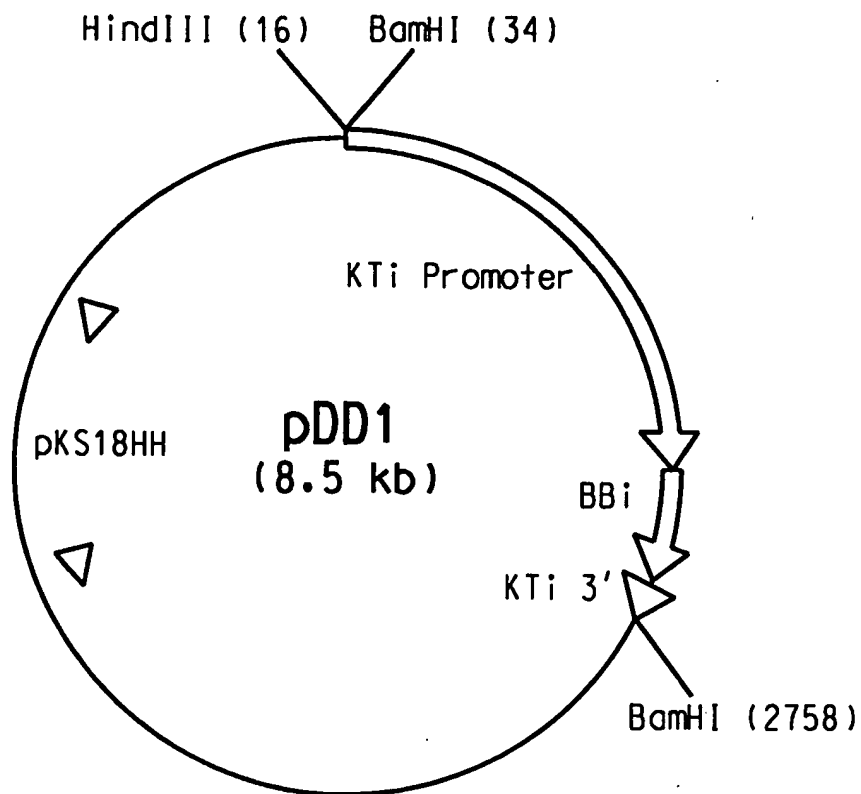 HindIII (16) BamHI (34)
KTi Promoter
pDD1
(8.5 kb)
pKS18HH
BBi
KTi 3'
BamHI (2758)